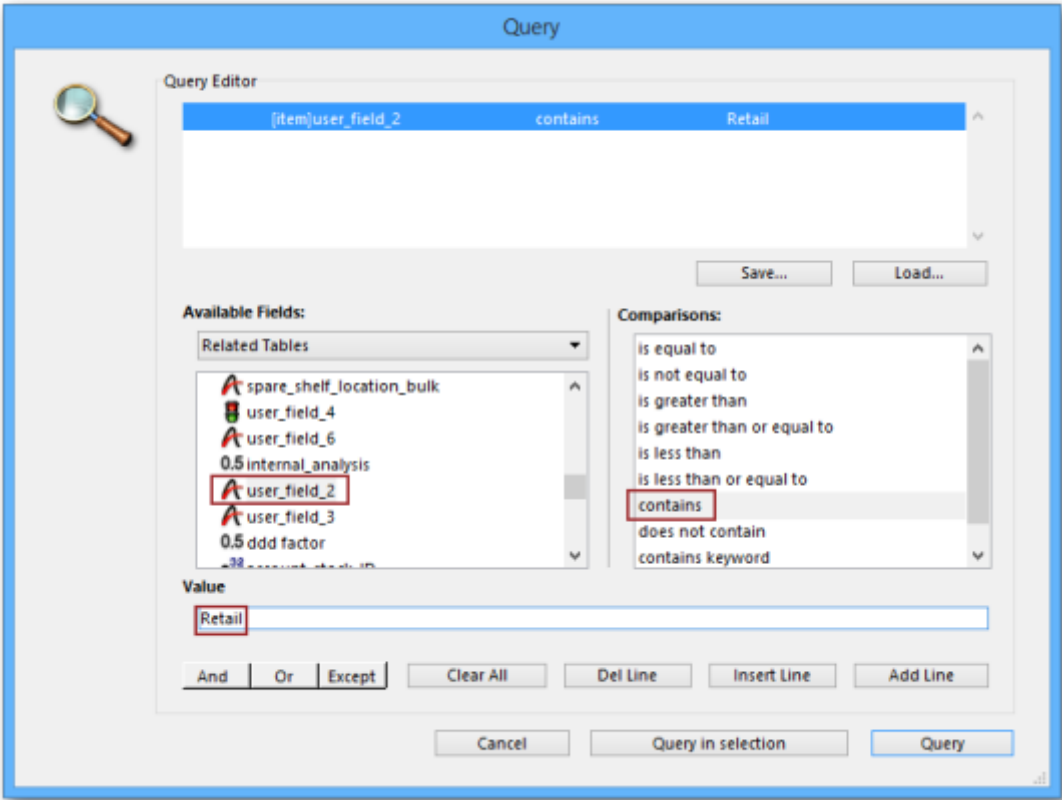 Query
Query Editor
[item]user_field_2 contains Retail
Save... Load...
Available Fields:
Related Tables
spare_shelf_location_bulk
user_field_4
user_field_6
0.5 internal_analysis
user_field_2
user_field_3
0.5 ddd factor
Comparisons:
is equal to
is not equal to
is greater than
is greater than or equal to
is less than
is less than or equal to
contains
does not contain
contains keyword
Value
Retail
And Or Except Clear All Del Line Insert Line Add Line
Cancel Query in selection Query